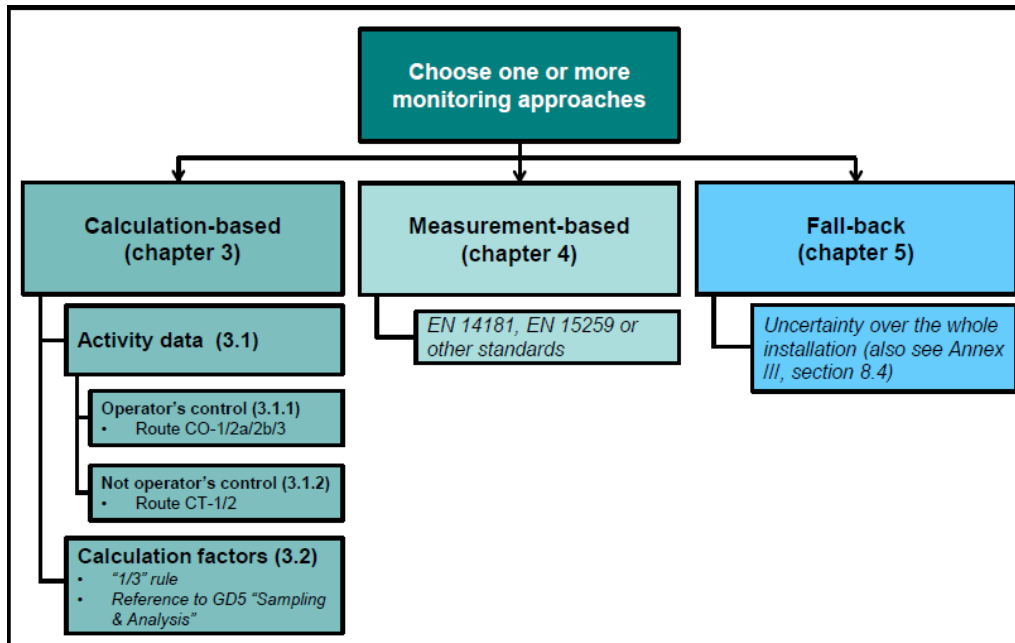 Choose one or more
monitoring approaches
Calculation-based
(chapter 3)
Measurement-based
(chapter 4)
Fall-back
(chapter 5)
Activity data  (3.1)
Operator's control (3.1.1)
• Route CO-1/2a/2b/3
Not operator's control (3.1.2)
• Route CT-1/2
Calculation factors (3.2)
• “1/3” rule
• Reference to GD5 “Sampling
& Analysis”
EN 14181, EN 15259 or
other standards
Uncertainty over the whole
installation (also see Annex
III, section 8.4)